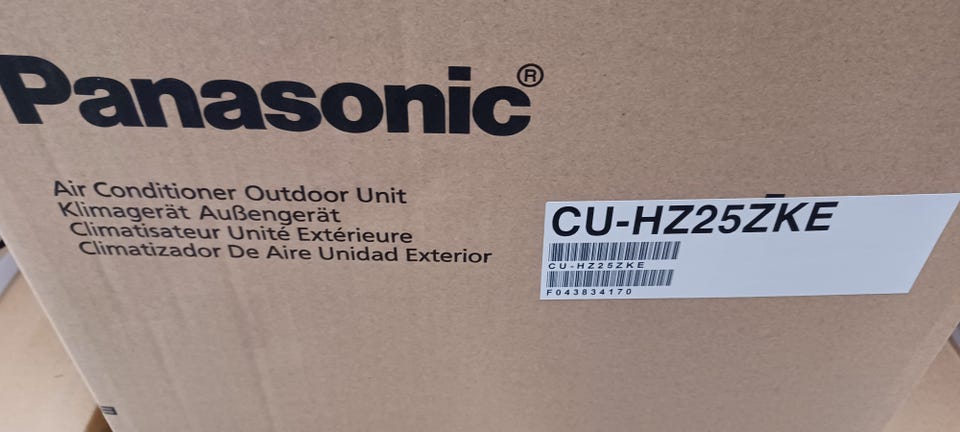 Panasonic®
Air Conditioner Outdoor Unit
Klimagerät Außengerät
Climatisateur Unité Extérieure
Climatizador De Aire Unidad Exterior
CU-HZ25ZKE
CU-HZ25ZKE
F043834170